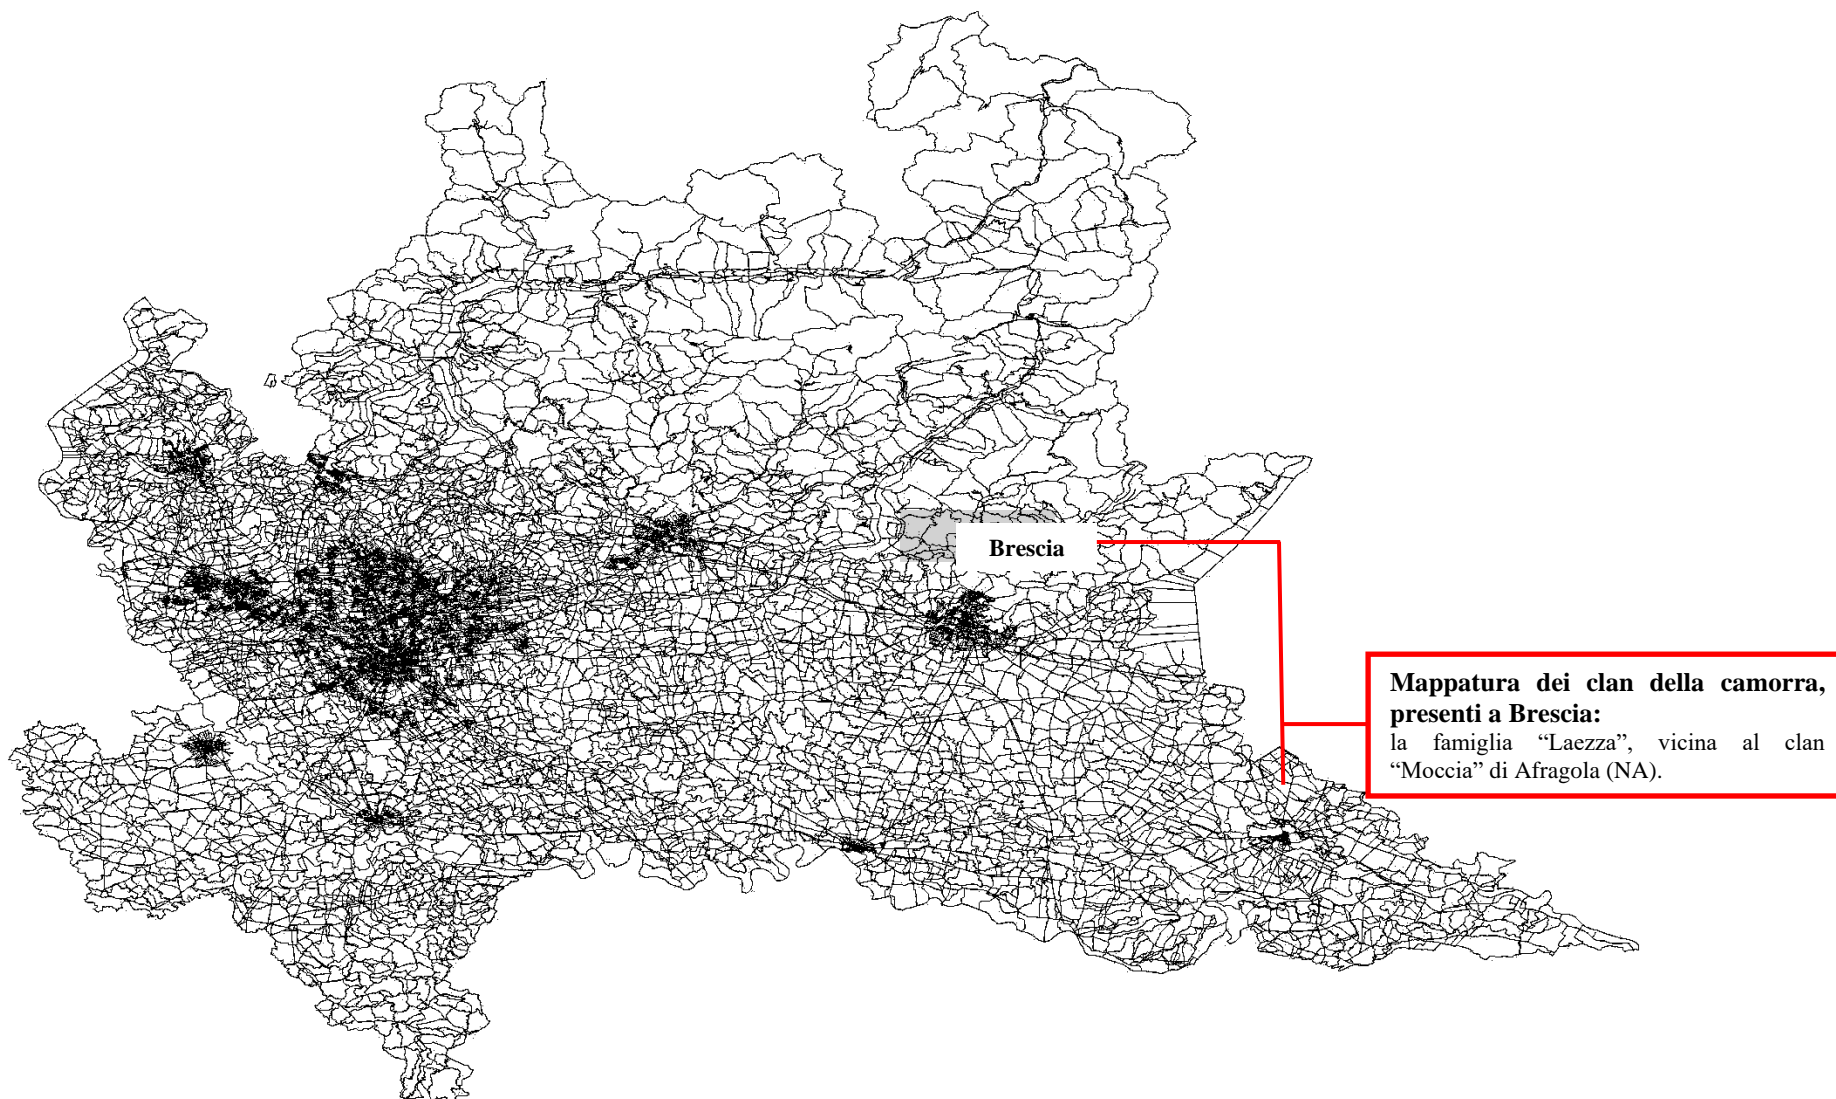 Brescia
Mappatura dei clan della camorra,
presenti a Brescia:
la famiglia “Laezza”, vicina al clan
“Moccia” di Afragola (NA).